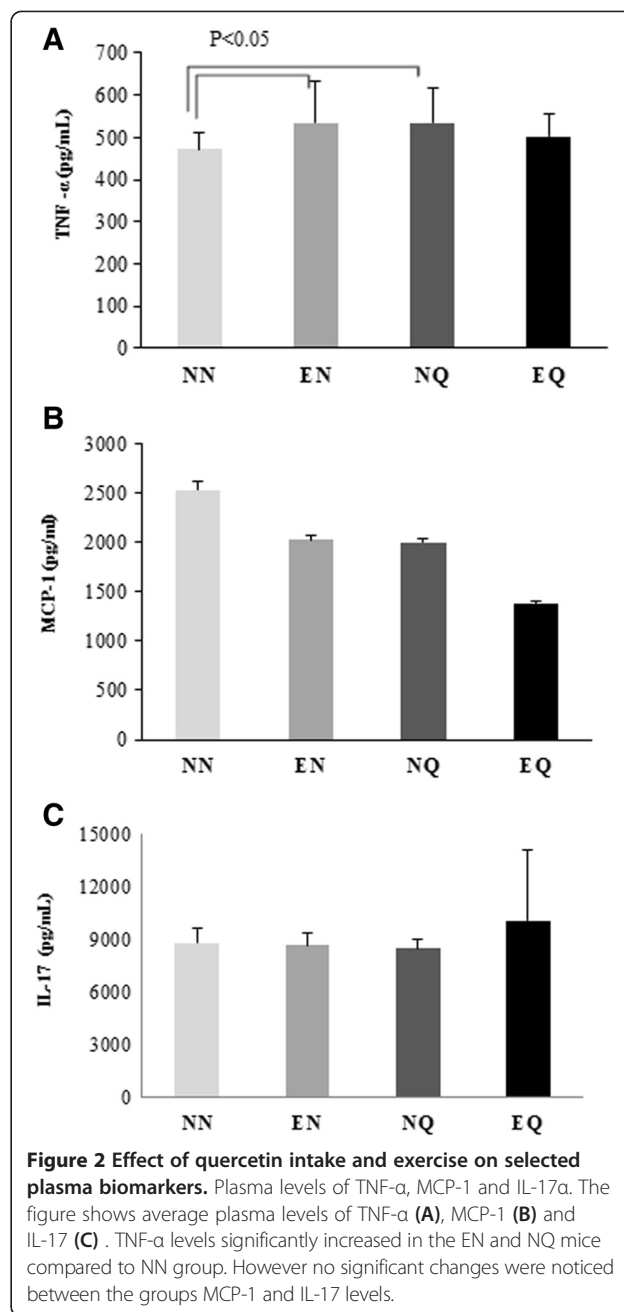 A
P<0.05
700
600
500
400
300
200
100
0
TNF -α (pg/mL)
NN EN NQ EQ
B
3000
2500
2000
1500
1000
500
0
MCP-1 (pg/ml)
NN EN NQ EQ
C
15000
12000
9000
6000
3000
0
IL-17 (pg/mL)
NN EN NQ EQ
Figure 2 Effect of quercetin intake and exercise on selected
plasma biomarkers. Plasma levels of TNF-α, MCP-1 and IL-17α. The
figure shows average plasma levels of TNF-α (A), MCP-1 (B) and
IL-17 (C) . TNF-α levels significantly increased in the EN and NQ mice
compared to NN group. However no significant changes were noticed
between the groups MCP-1 and IL-17 levels.